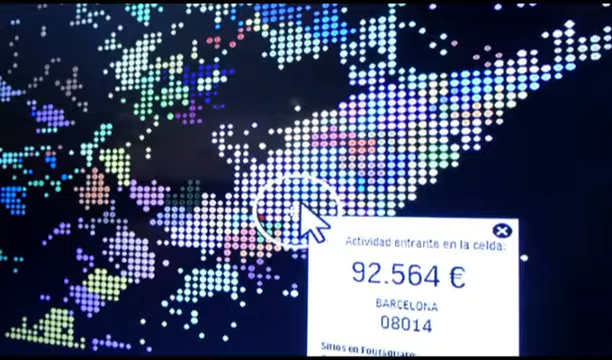 Actividad entrante en la celda:
92.564 €
BARCELONA
08014
Sitios en Foursquare